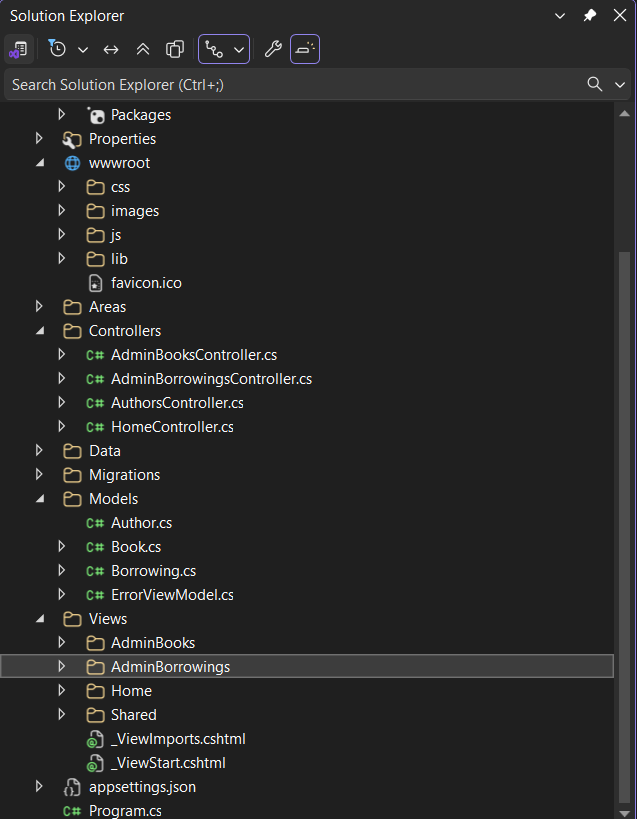 Solution Explorer
Search Solution Explorer (Ctrl+;)
Packages
Properties
wwwroot
css
images
js
lib
favicon.ico
Areas
Controllers
C# AdminBooksController.cs
C# AdminBorrowingsController.cs
C# AuthorsController.cs
C# HomeController.cs
Data
Migrations
Models
C# Author.cs
C# Book.cs
C# Borrowing.cs
C# ErrorViewModel.cs
Views
AdminBooks
AdminBorrowings
Home
Shared
_ViewImports.cshtml
_ViewStart.cshtml
appsettings.json
C# Program.cs